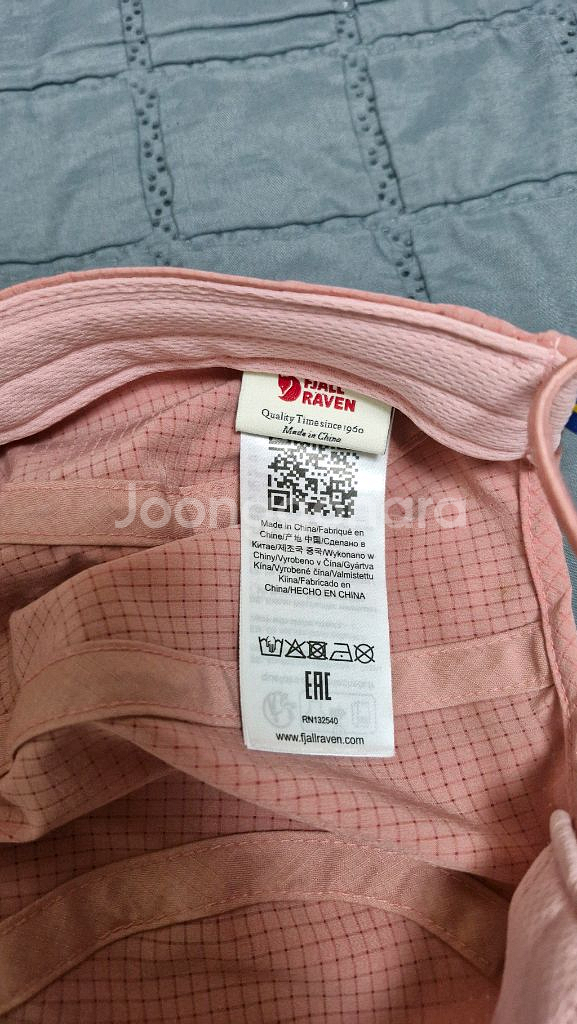 FJALL
RAVEN
Quality Time since 1960
Made in China
Made in China/Fabriqué en
Chine/产地 中国/Сделано в
Китае/제조국 중국/Wykonano w
Chiny/Vyrobeno v Čína/Gyártva
Kína/Vyrobené čína/Valmistettu
Kiina/Fabricado en
China/HECHO EN CHINA
EAC
RN132540
www.fjallraven.com